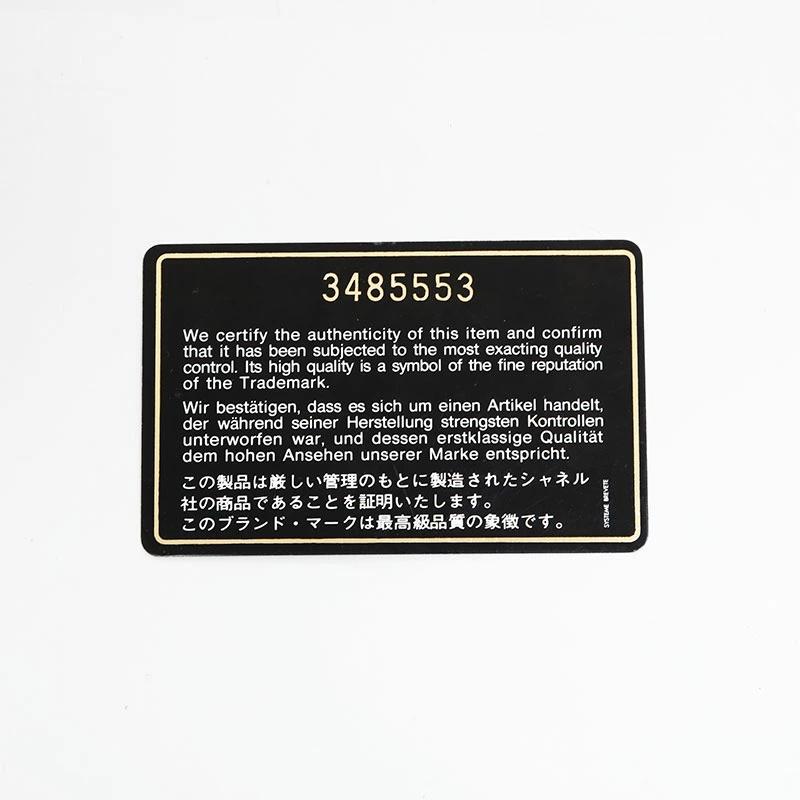 3485553
We certify the authenticity of this item and confirm
that it has been subjected to the most exacting quality
control. Its high quality is a symbol of the fine reputation
of the Trademark.
Wir bestätigen, dass es sich um einen Artikel handelt,
der während seiner Herstellung strengsten Kontrollen
unterworfen war, und dessen erstklassige Qualität
dem hohen Ansehen unserer Marke entspricht.
この製品は厳しい管理のもとに製造されたシャネル
社の商品であることを証明いたします。
このブランド・マークは最高級品質の象徴です。
SYSTEME BREVETE